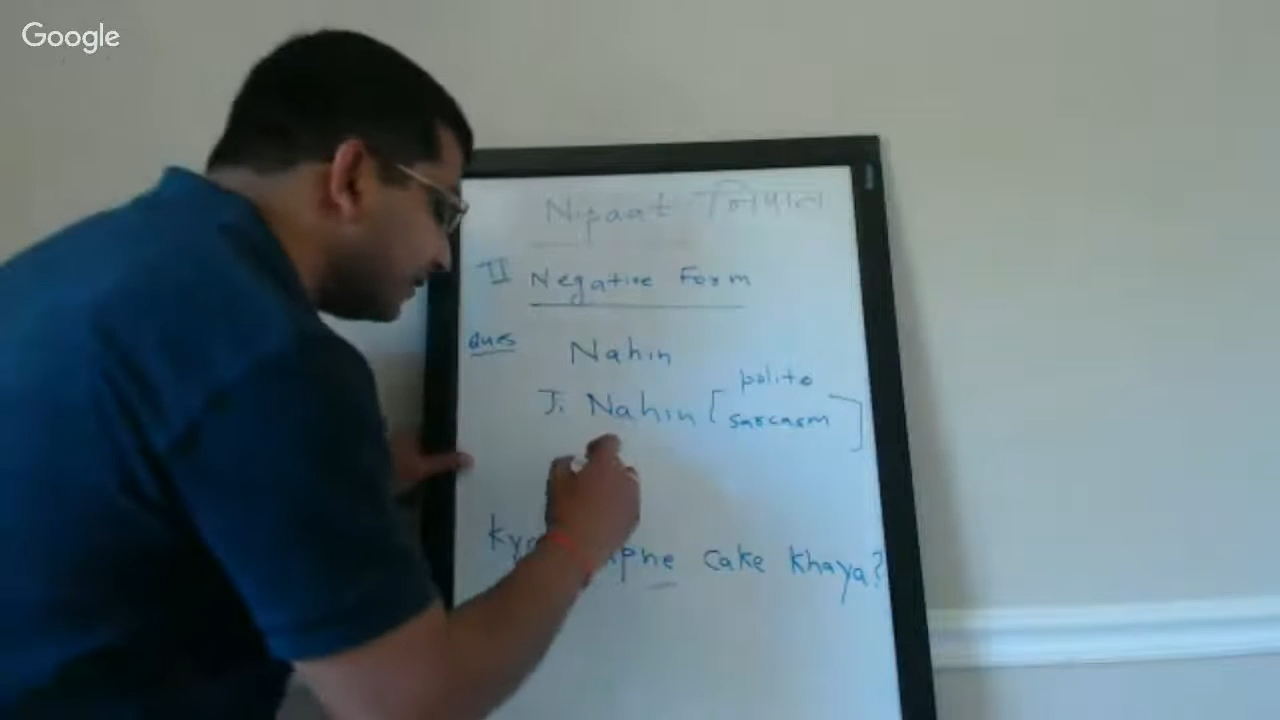 Google
Nipaat निपात
II Negative Form
Ques Nahin
polite
Ji Nahin [ sarcasm ]
cake khaya?